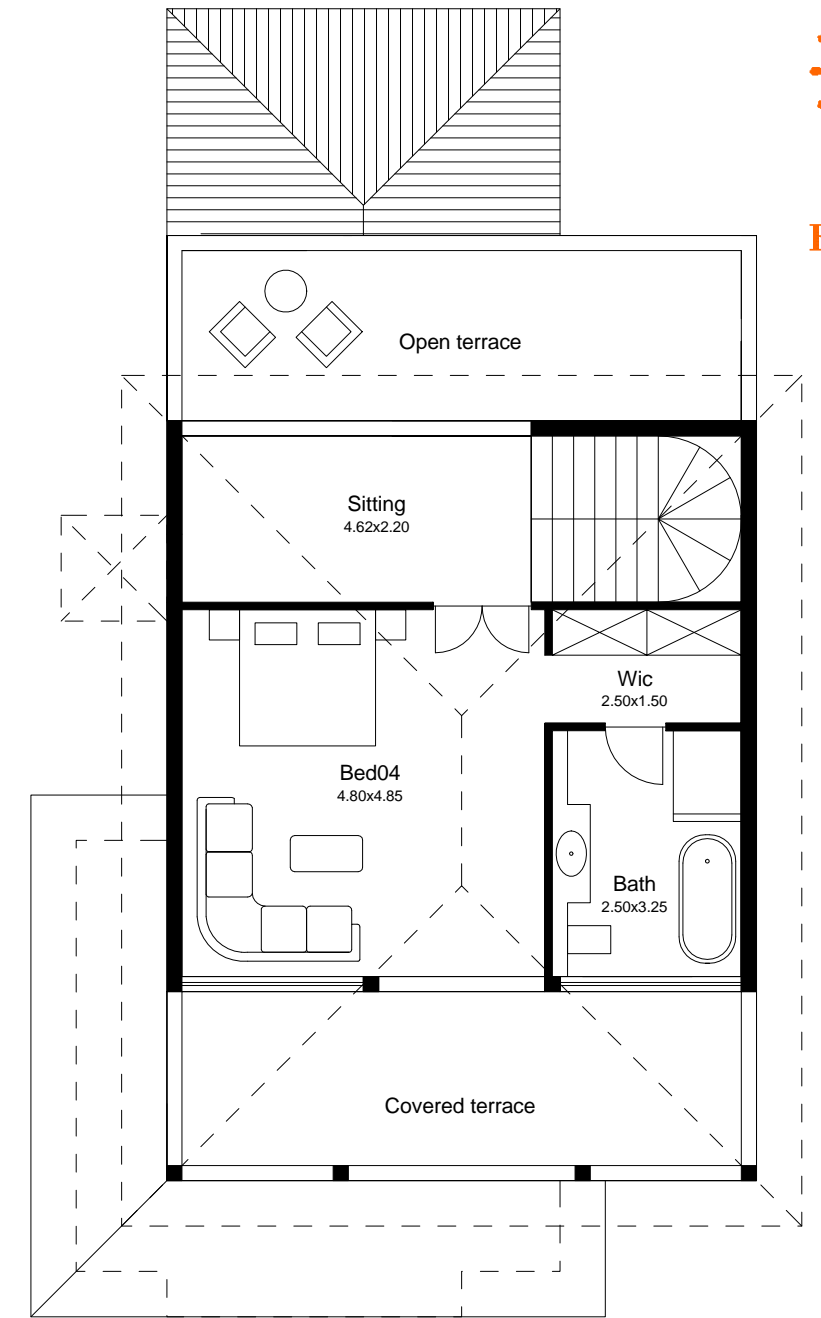 Open terrace
Sitting
4.62x2.20
Wic
2.50x1.50
Bed04
4.80x4.85
Bath
2.50x3.25
Covered terrace